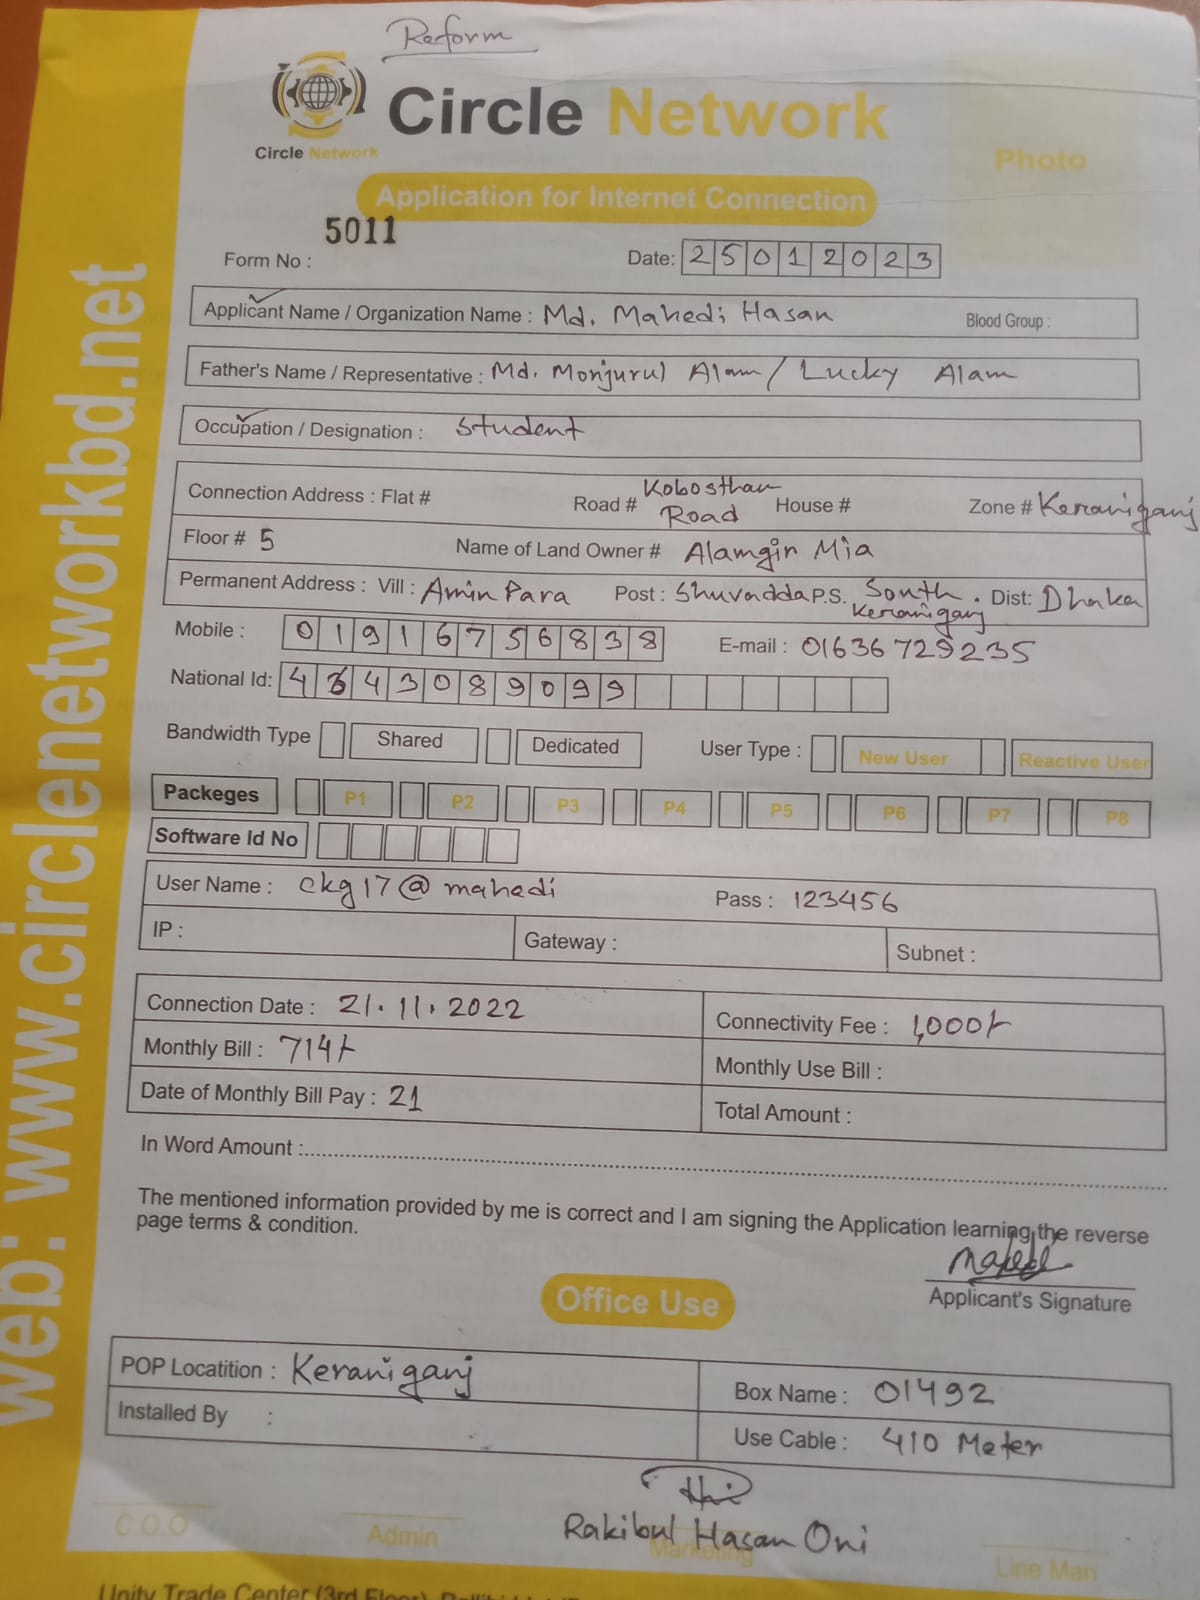 Reform
Circle Network
Circle Network
Photo
Application for Internet Connection
5011
Form No :
Date: 25012023
Applicant Name / Organization Name : Md. Mahedi Hasan Blood Group :
Father's Name / Representative : Md. Monjurul Alam / Lucky Alam
Occupation / Designation : Student
Connection Address : Flat # Road # Kobosthan Road House # Zone # Keraniganj
Floor # 5 Name of Land Owner # Alamgir Mia
Permanent Address : Vill : Amin Para Post : Shuvadda P.S. South Keraniganj . Dist: Dhaka
Mobile : 01916756838 E-mail : 01636729235
National Id: 4643089099
Bandwidth Type Shared Dedicated User Type : New User Reactive User
Packeges P1 P2 P3 P4 P5 P6 P7 P8
Software Id No
User Name : ckg17@mahedi Pass : 123456
IP : Gateway : Subnet :
Connection Date : 21.11.2022 Connectivity Fee : 1,000/-
Monthly Bill : 714/- Monthly Use Bill :
Date of Monthly Bill Pay : 21 Total Amount :
In Word Amount :
The mentioned information provided by me is correct and I am signing the Application learning the reverse
page terms & condition.
Mahedi
Applicant's Signature
Office Use
POP Locatition : Keraniganj Box Name : 01492
Installed By : Use Cable : 410 Meter
Rakibul Hasan Oni
C.O.O Admin Marketing Line Man
Unity Trade Center (3rd Floor),
web: www.circlenetworkbd.net